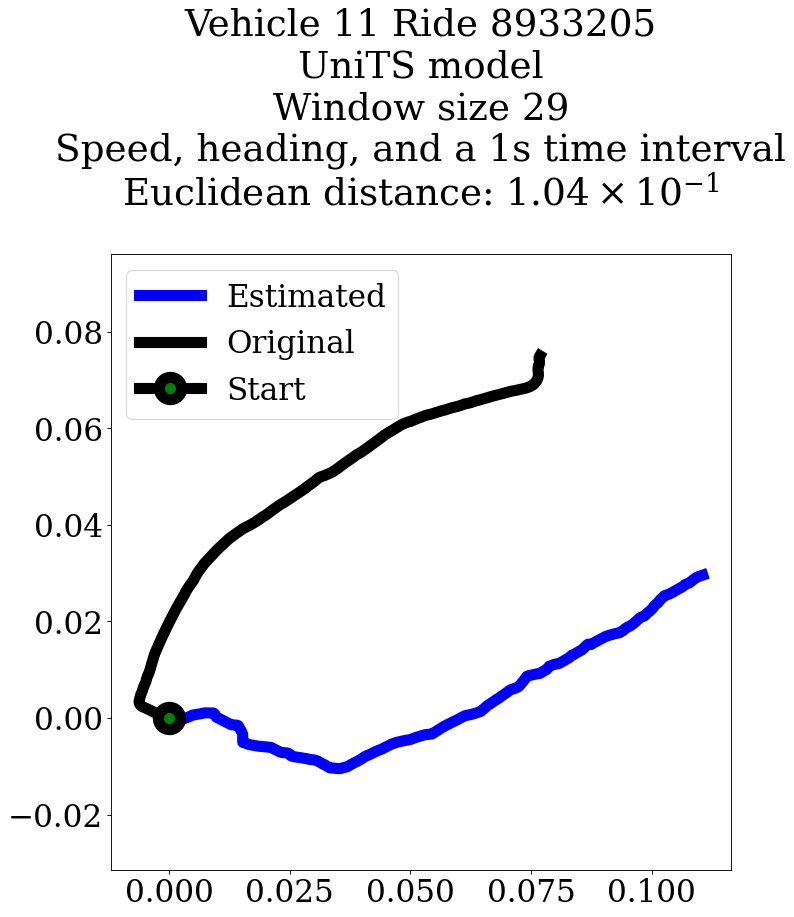 Vehicle 11 Ride 8933205
UniTS model
Window size 29
Speed, heading, and a 1s time interval
Euclidean distance: 1.04 × 10⁻¹
Estimated
Original
Start
0.08
0.06
0.04
0.02
0.00
−0.02
0.000 0.025 0.050 0.075 0.100